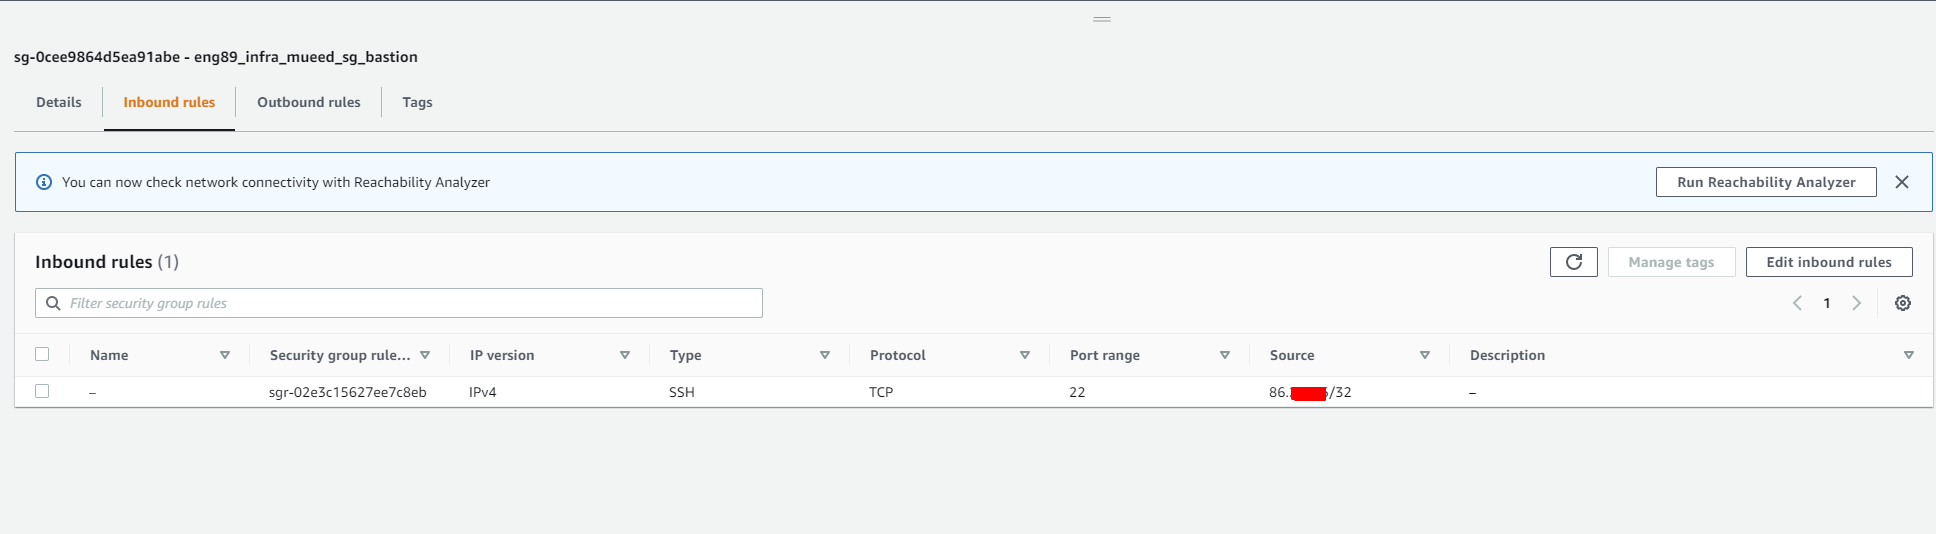 sg-0cee9864d5ea91abe - eng89_infra_mueed_sg_bastion
Details Inbound rules Outbound rules Tags
You can now check network connectivity with Reachability Analyzer Run Reachability Analyzer
Inbound rules (1) Manage tags Edit inbound rules
Filter security group rules 1
Name Security group rule... IP version Type Protocol Port range Source Description
– sgr-02e3c15627ee7c8eb IPv4 SSH TCP 22 86. /32 –